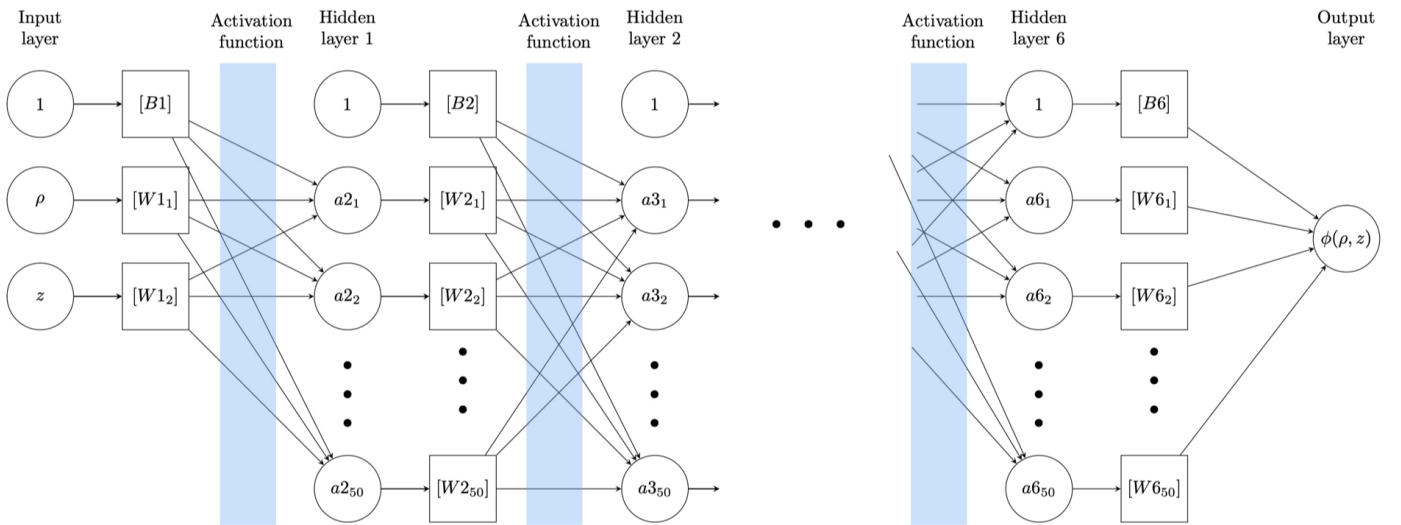 Input
layer
Activation
function
Hidden
layer 1
Activation
function
Hidden
layer 2
Activation
function
Hidden
layer 6
Output
layer
1
[B1]
1
[B2]
1
1
[B6]
ρ
[W1₁]
a2₁
[W2₁]
a3₁
a6₁
[W6₁]
ϕ(ρ, z)
z
[W1₂]
a2₂
[W2₂]
a3₂
a6₂
[W6₂]
a2₅₀
[W2₅₀]
a3₅₀
a6₅₀
[W6₅₀]